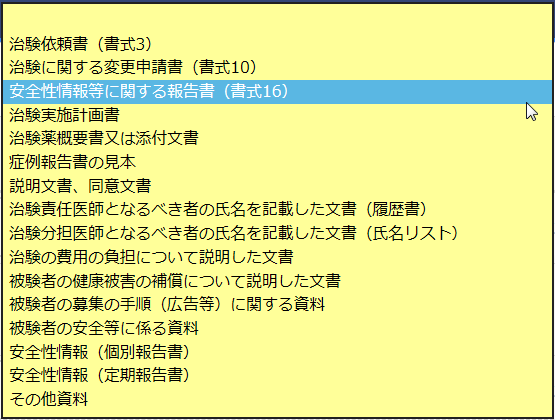 治験依頼書（書式3）
治験に関する変更申請書（書式10）
安全性情報等に関する報告書（書式16）
治験実施計画書
治験薬概要書又は添付文書
症例報告書の見本
説明文書、同意文書
治験責任医師となるべき者の氏名を記載した文書（履歴書）
治験分担医師となるべき者の氏名を記載した文書（氏名リスト）
治験の費用の負担について説明した文書
被験者の健康被害の補償について説明した文書
被験者の募集の手順（広告等）に関する資料
被験者の安全等に係る資料
安全性情報（個別報告書）
安全性情報（定期報告書）
その他資料